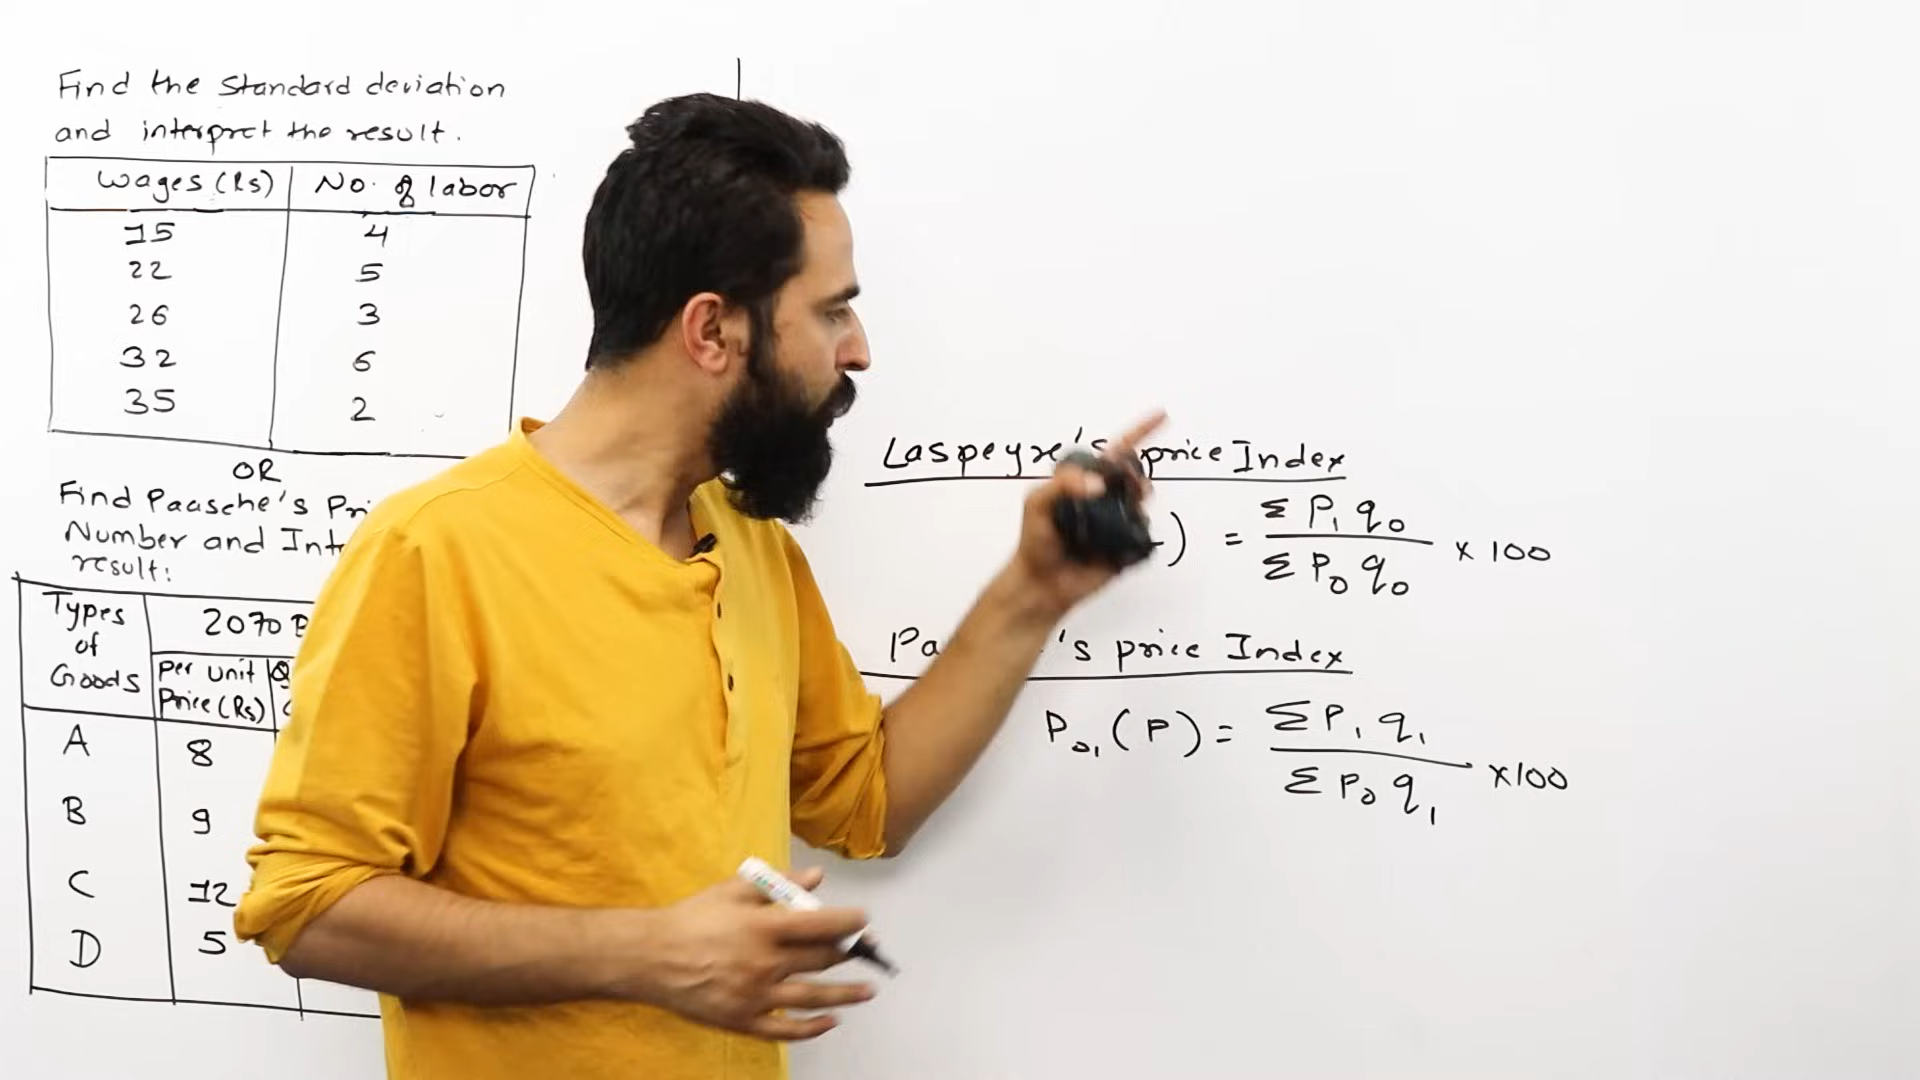 Find the Standard deviation
and interpret the result.
Wages (Rs) No. of labor
15 4
22 5
26 3
32 6
35 2
OR
Find Paasche's
Number and
result:
Types of Goods
2070
Per unit Price (Rs)
A 8
B 9
C 12
D 5
Laspeyre's price Index
= Σ P₁ q₀ / Σ P₀ q₀ × 100
's price Index
P₀₁ (P) = Σ P₁ q₁ / Σ P₀ q₁ × 100